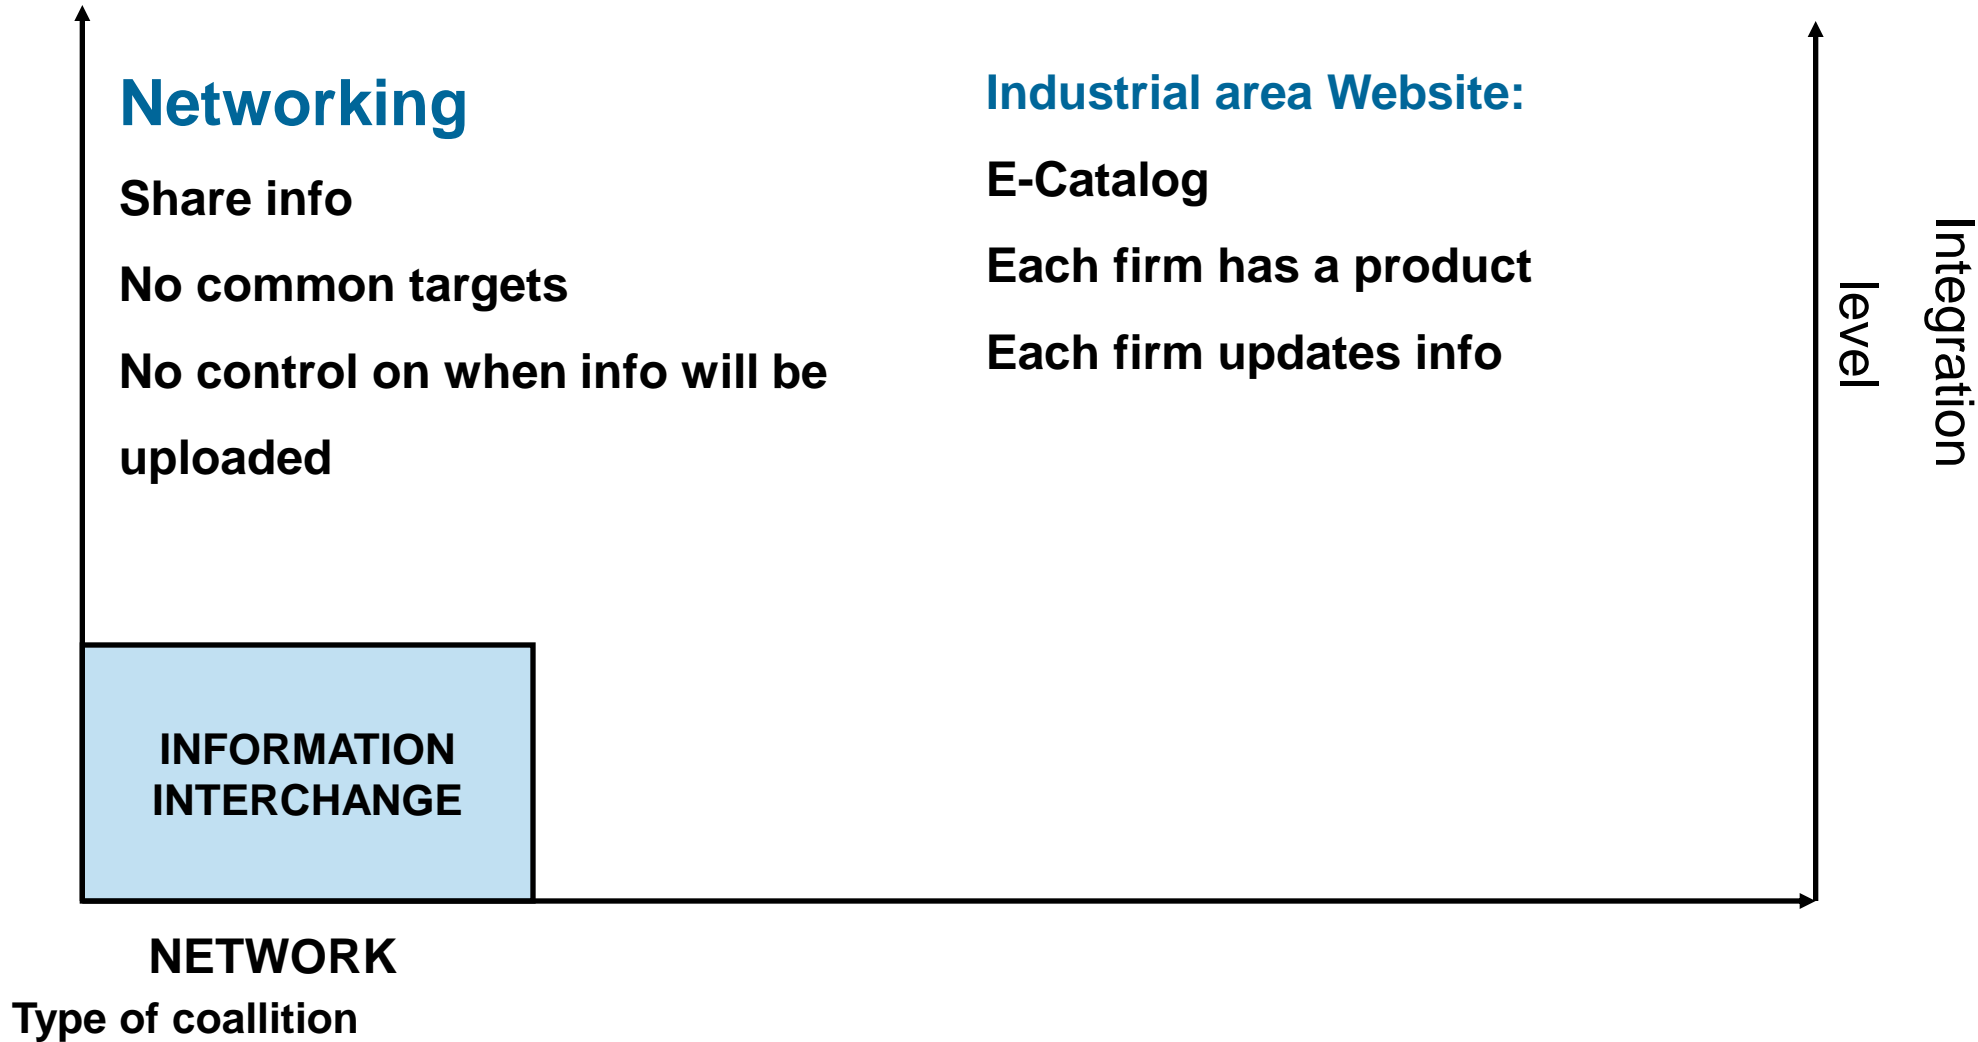 Networking
Share info
No common targets
No control on when info will be
uploaded
Industrial area Website:
E-Catalog
Each firm has a product
Each firm updates info
Integration
level
INFORMATION
INTERCHANGE
NETWORK
Type of coallition